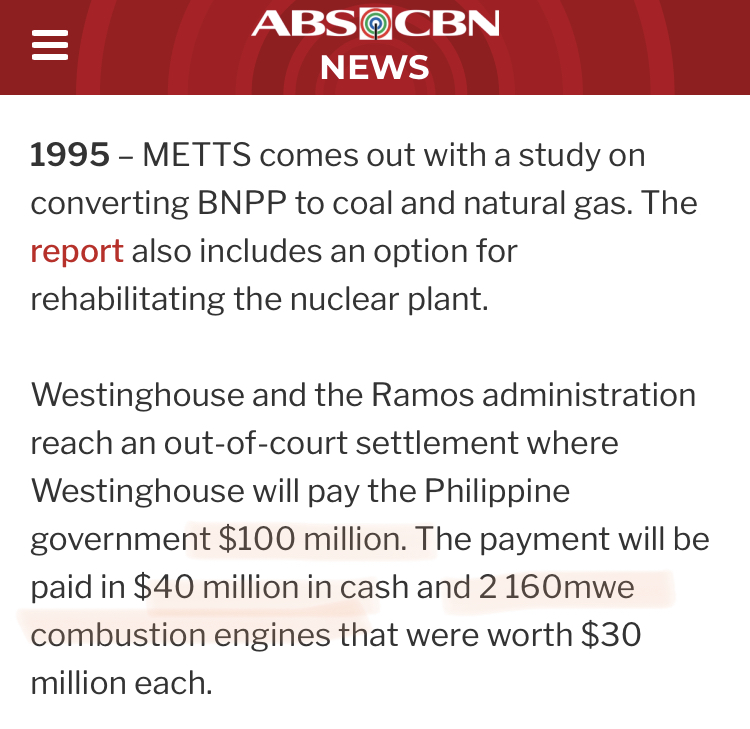 ABS CBN
NEWS
1995 – METTS comes out with a study on
converting BNPP to coal and natural gas. The
report also includes an option for
rehabilitating the nuclear plant.
Westinghouse and the Ramos administration
reach an out-of-court settlement where
Westinghouse will pay the Philippine
government $100 million. The payment will be
paid in $40 million in cash and 2 160mwe
combustion engines that were worth $30
million each.